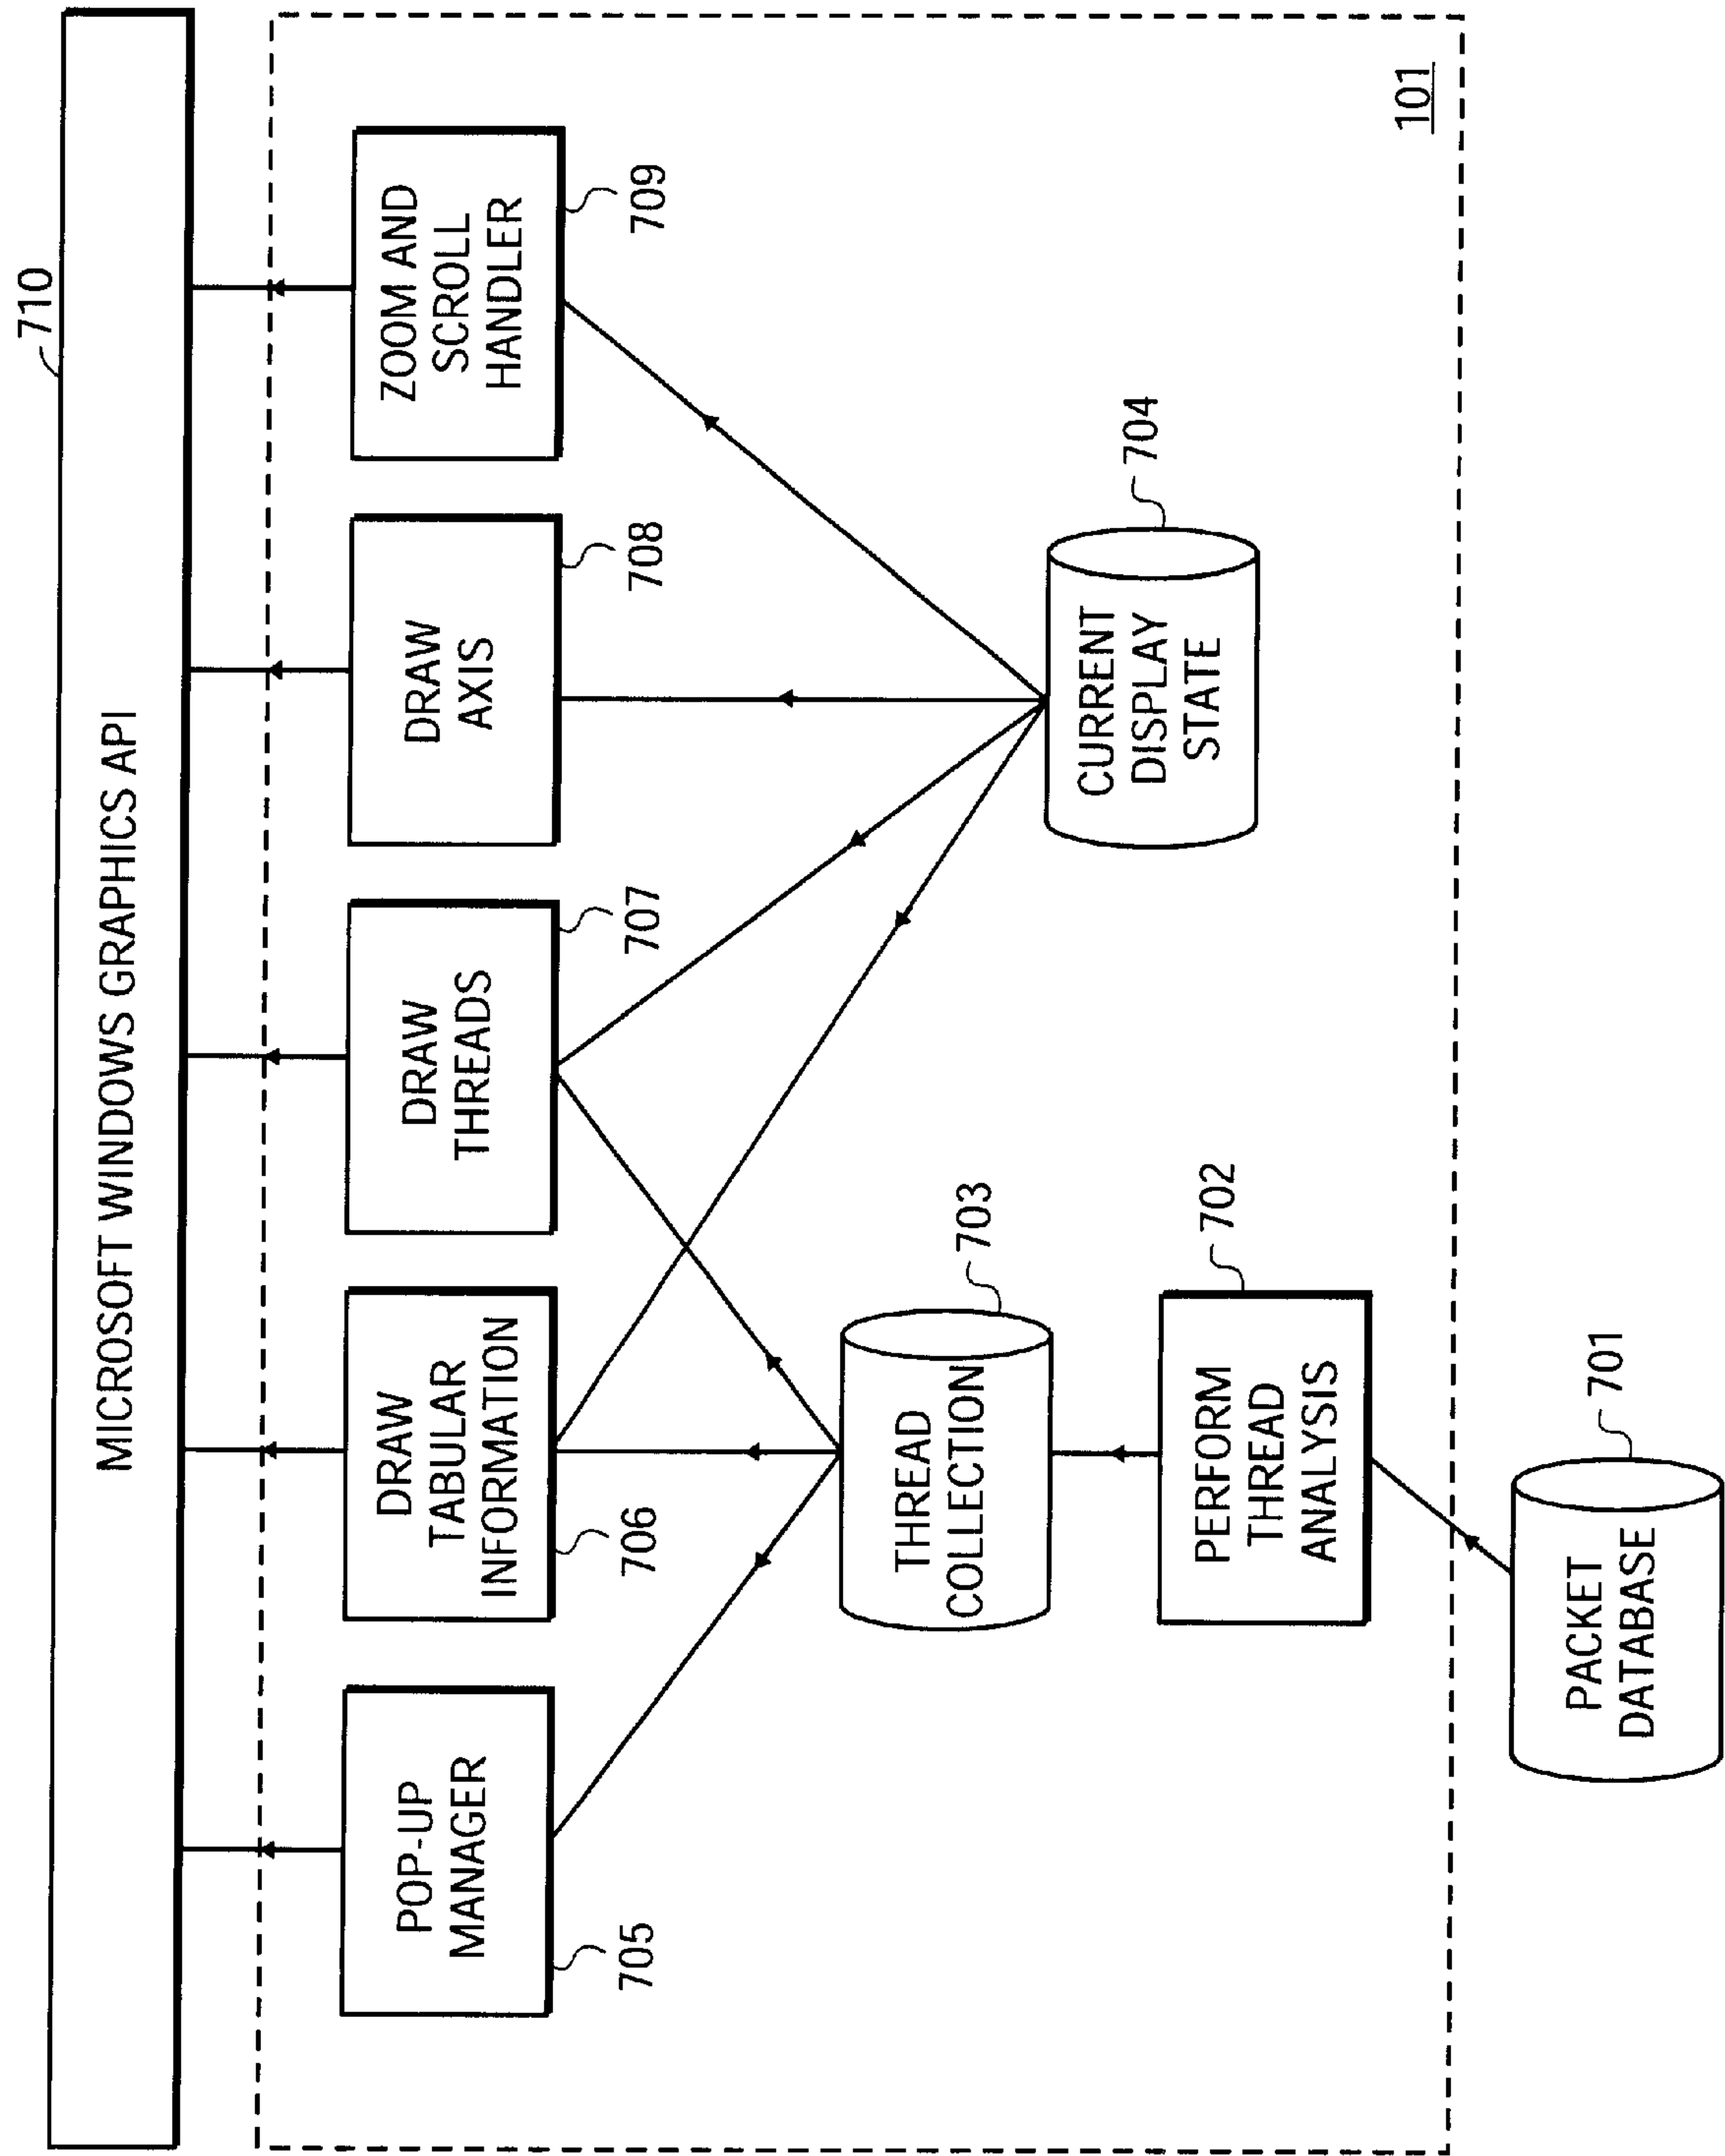 710
MICROSOFT WINDOWS GRAPHICS API
POP-UP
MANAGER
705
DRAW
TABULAR
INFORMATION
706
DRAW
THREADS
707
DRAW
AXIS
708
ZOOM AND
SCROLL
HANDLER
709
THREAD
COLLECTION
703
CURRENT
DISPLAY
STATE
704
PERFORM
THREAD
ANALYSIS
702
101
PACKET
DATABASE
701